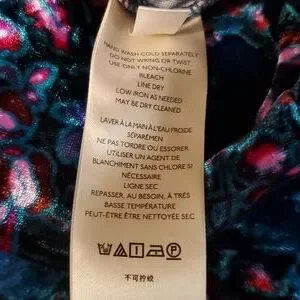 HAND WASH COLD SEPARATELY
DO NOT WRING OR TWIST
USE ONLY NON-CHLORINE
BLEACH
LINE DRY
LOW IRON AS NEEDED
MAY BE DRY CLEANED
LAVER À LA MAIN À L'EAU FROIDE
SÉPARÉMEN
NE PAS TORDRE OU ESSORER
UTILISER UN AGENT DE
BLANCHIMENT SANS CHLORE SI
NÉCESSAIRE
LIGNE SEC
REPASSER, AU BESOIN, À TRÈS
BASSE TEMPÉRATURE
PEUT-ÊTRE ÊTRE NETTOYÉE SEC
P
不可拧绞